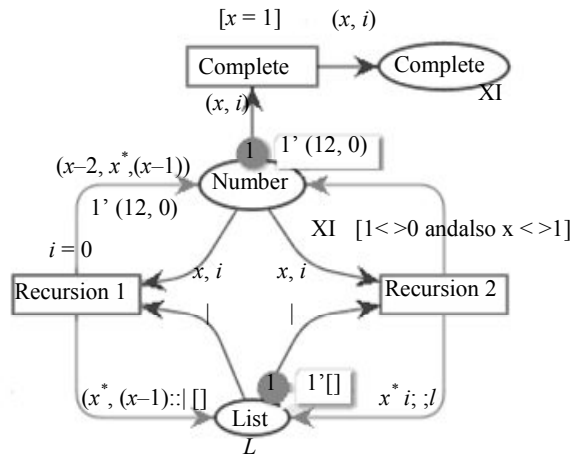 [x = 1] (x, i)
Complete Complete
XI
(x, i)
1 1’ (12, 0)
(x–2, x*,(x–1))
Number
1’ (12, 0)
XI [1< >0 andalso x < >1]
i = 0
x, i x, i
Recursion 1 Recursion 2
| |
1 1’[]
(x*, (x–1)::| [] x* i; ;l
List
L